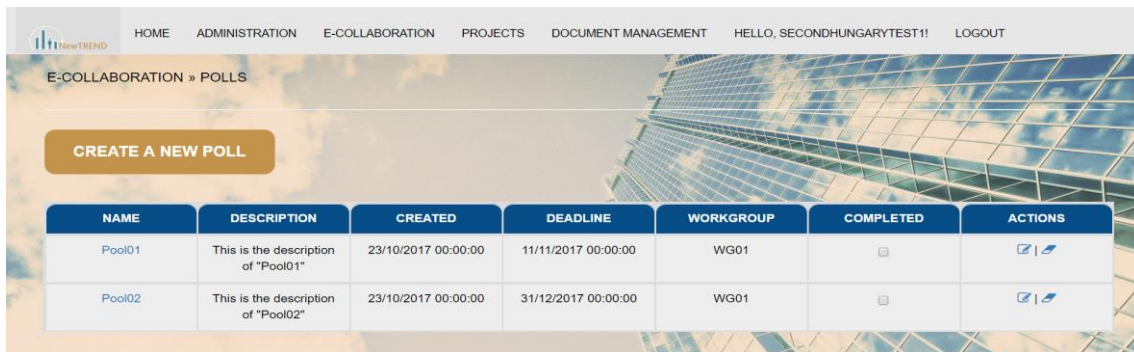 NewTREND HOME ADMINISTRATION E-COLLABORATION PROJECTS DOCUMENT MANAGEMENT HELLO, SECONDHUNGARYTEST1! LOGOUT
E-COLLABORATION » POLLS
CREATE A NEW POLL
NAME DESCRIPTION CREATED DEADLINE WORKGROUP COMPLETED ACTIONS
Pool01 This is the description 23/10/2017 00:00:00 11/11/2017 00:00:00 WG01 |
of "Pool01"
Pool02 This is the description 23/10/2017 00:00:00 31/12/2017 00:00:00 WG01 |
of "Pool02"